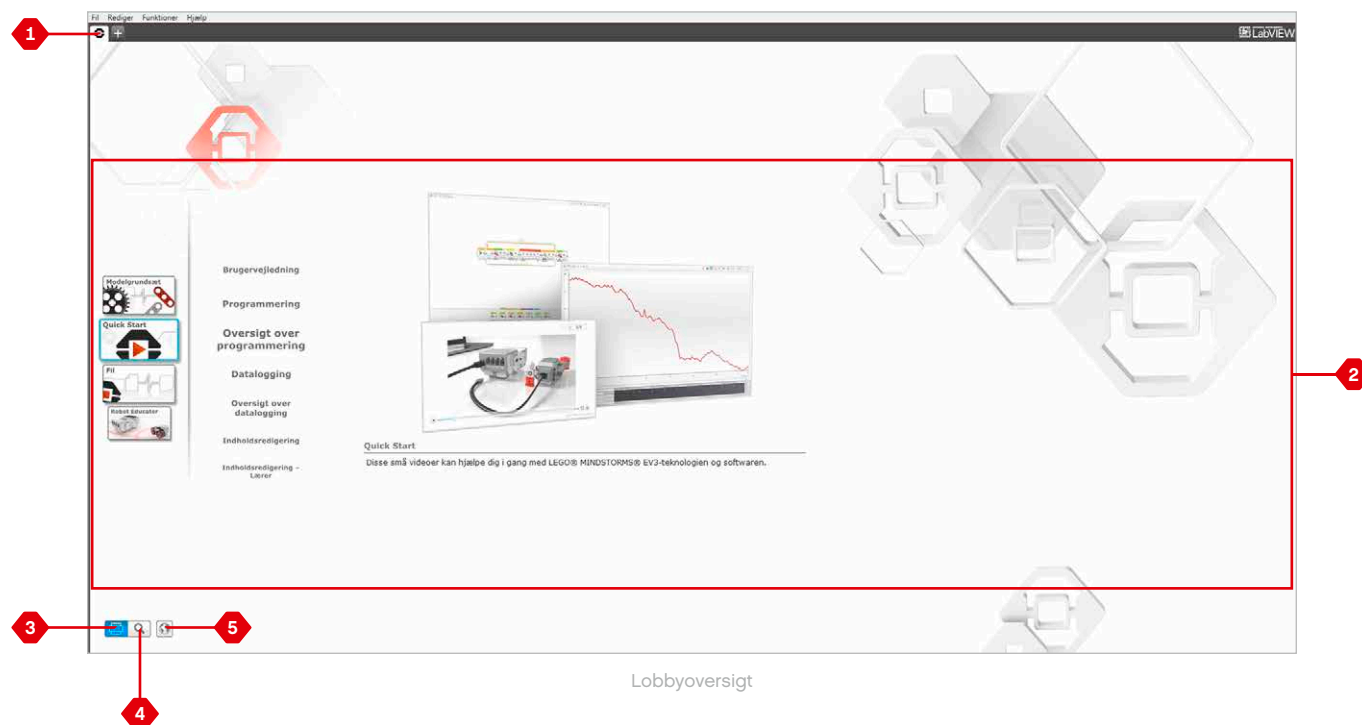 Fil Rediger Funktioner Hjælp
1
LabVIEW
Modelgrundsæt
Quick Start
Fil
Robot Educator
Brugervejledning
Programmering
Oversigt over
programmering
Datalogging
Oversigt over
datalogging
Indholdsredigering
Indholdsredigering –
Lærer
Quick Start
Disse små videoer kan hjælpe dig i gang med LEGO® MINDSTORMS® EV3-teknologien og softwaren.
2
3
5
4
Lobbyoversigt